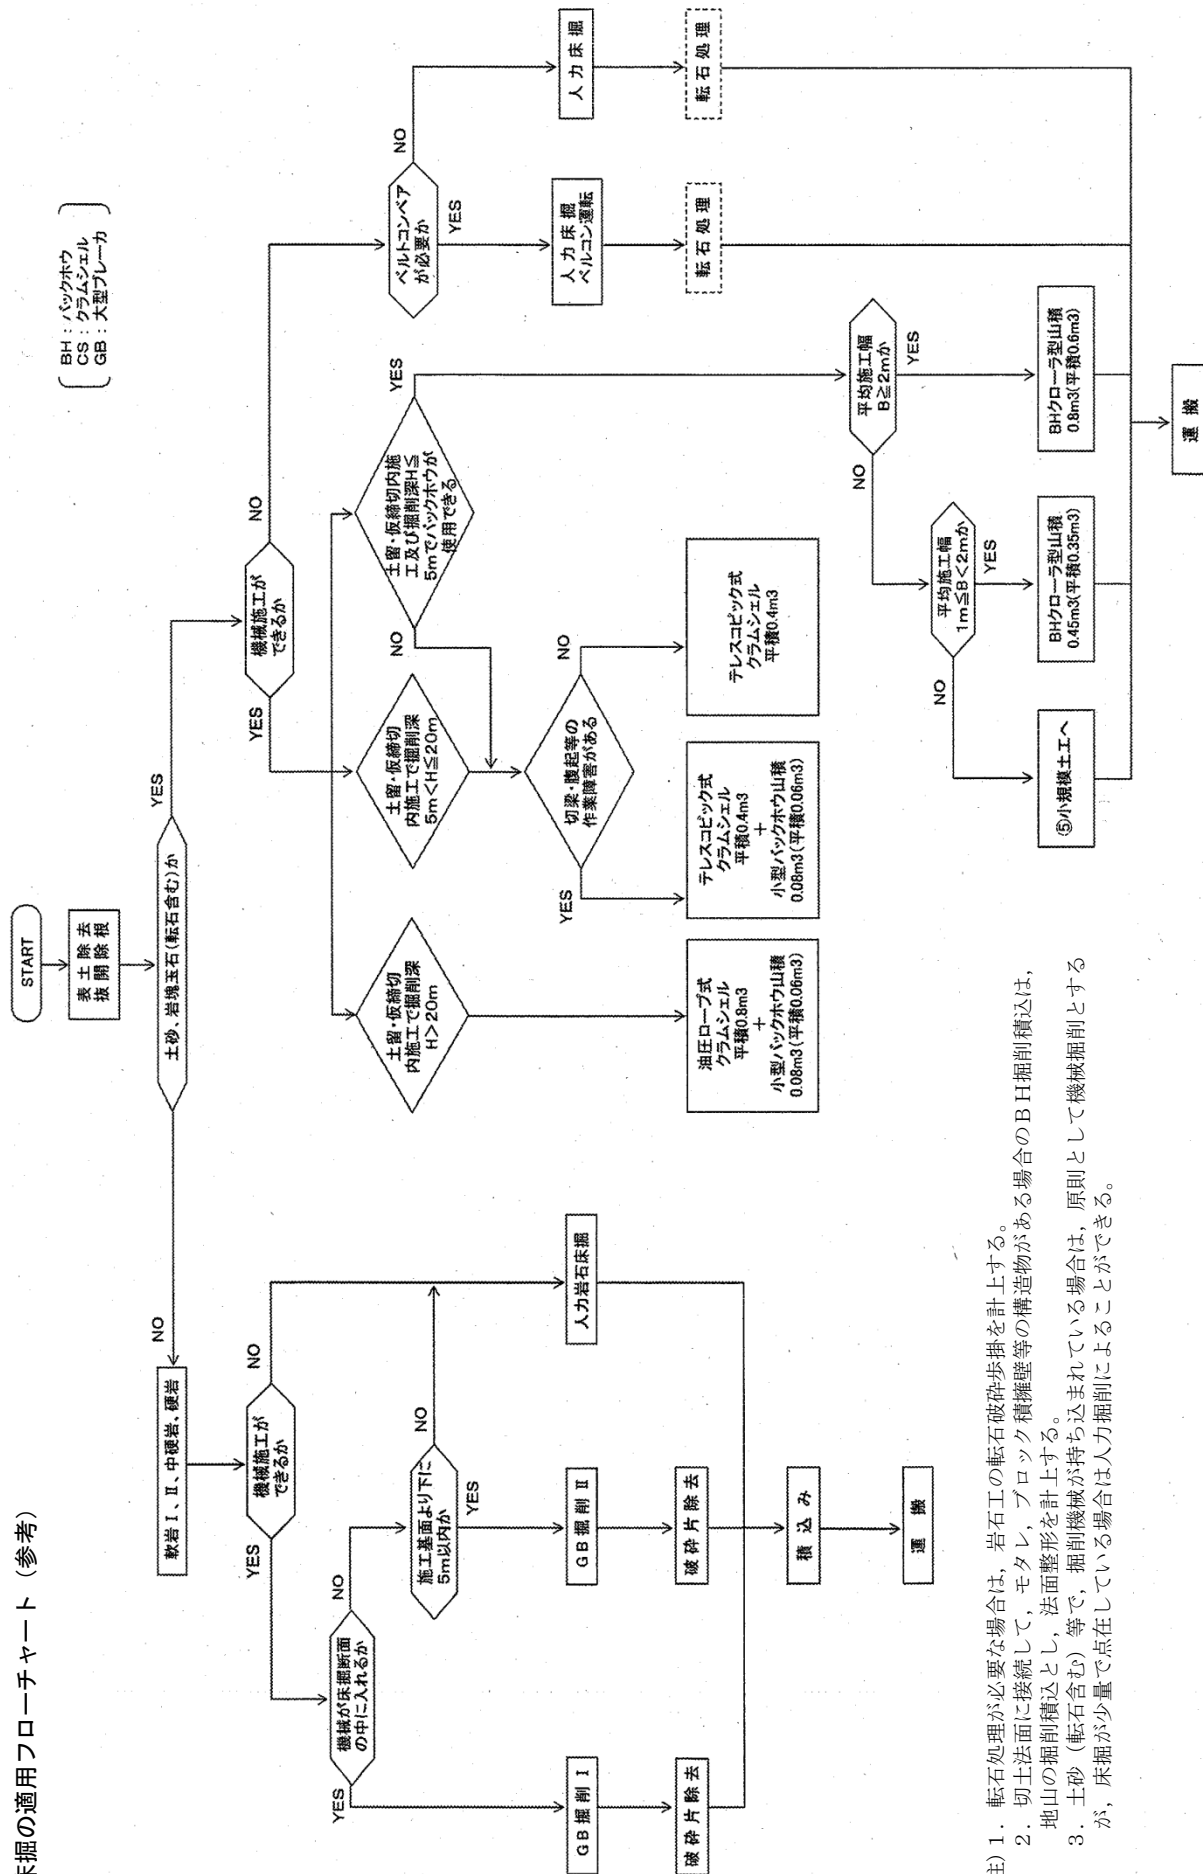 床掘の適用フローチャート（参考）
START
表土除去
抜開除根
土砂、岩塊玉石(転石含む)か
NO
YES
BH：バックホウ
CS：クラムシェル
GB：大型ブレーカ
軟岩Ⅰ、Ⅱ、中硬岩、硬岩
機械施工が
できるか
YES
NO
機械が床掘断面
の中に入れるか
YES
NO
施工基面より下に
5m以内か
NO
YES
GB掘削Ⅰ
GB掘削Ⅱ
人力岩石床掘
破砕片除去
破砕片除去
積込み
運搬
機械施工が
できるか
YES
NO
土留・仮締切
内施工で掘削深
H＞20m
土留・仮締切
内施工で掘削深
5m＜H≦20m
土留・仮締切内施
工及び掘削深H≦
5mでバックホウが
使用できる
NO
YES
切梁・腹起等の
作業障害がある
YES
NO
油圧ロープ式
クラムシェル
平積0.8m3
+
小型バックホウ山積
0.08m3(平積0.06m3)
テレスコピック式
クラムシェル
平積0.4m3
+
小型バックホウ山積
0.08m3(平積0.06m3)
テレスコピック式
クラムシェル
平積0.4m3
ベルトコンベア
が必要か
NO
YES
人力床掘
ベルコン運転
人力床掘
転石処理
転石処理
平均施工幅
B≧2mか
NO
YES
平均施工幅
1m≦B＜2mか
NO
YES
⑤小規模土工へ
BHクローラ型山積
0.45m3(平積0.35m3)
BHクローラ型山積
0.8m3(平積0.6m3)
運搬
注）1．転石処理が必要な場合は，岩石工の転石破砕歩掛を計上する。
2．切土法面に接続して，モタレ，ブロック積擁壁等の構造物がある場合のＢＨ掘削積込は，
地山の掘削積込とし，法面整形を計上する。
3．土砂（転石含む）等で，掘削機械が持ち込まれている場合は，原則として機械掘削とする
が，床掘が少量で点在している場合は人力掘削によることができる。